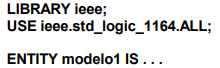 LIBRARY ieee;
USE ieee.std_logic_1164.ALL;
ENTITY modelo1 IS . . .